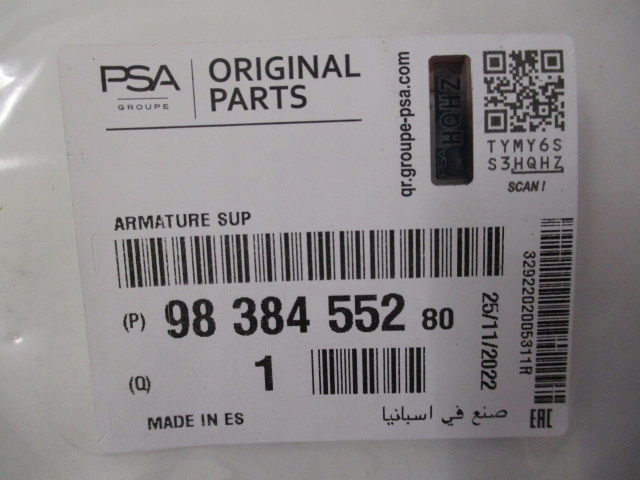 PSA
GROUPE
ORIGINAL
PARTS
qr.groupe-psa.com
HQHZ
TYMY6S
S3HQHZ
SCAN!
ARMATURE SUP
(P) 98 384 552 80
25/11/2022
3292202005311R
(Q) 1
MADE IN ES
صنع في اسبانيا
EAC